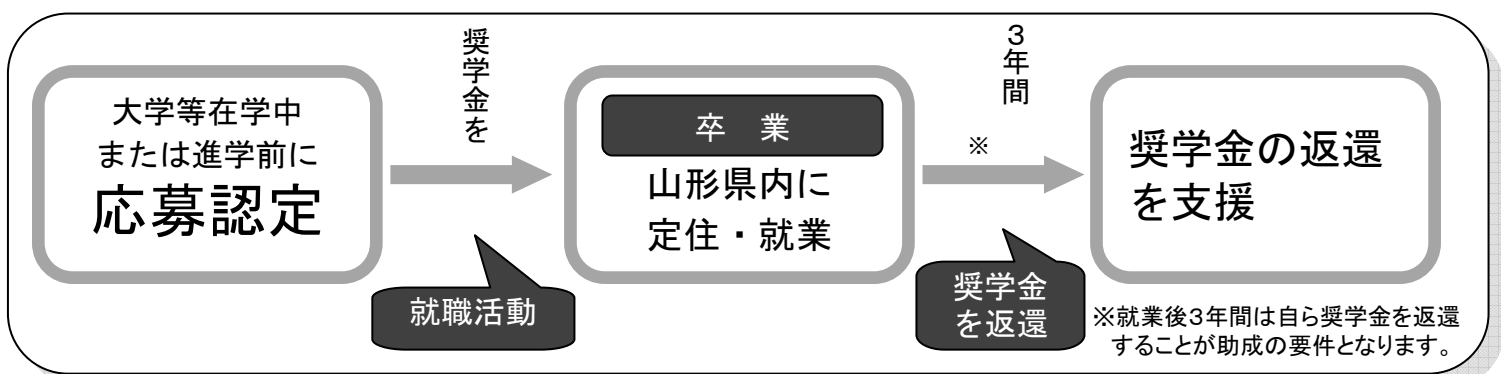 大学等在学中
または進学前に
応募認定
奨学金を
就職活動
卒　業
山形県内に
定住・就業
3年間
※
奨学金
を返還
奨学金の返還
を支援
※就業後3年間は自ら奨学金を返還
することが助成の要件となります。